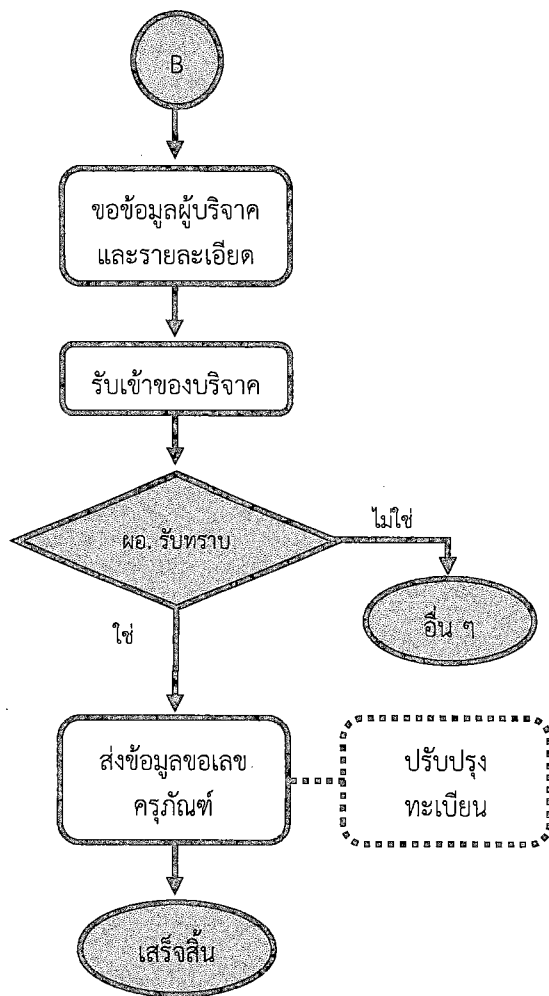 B
ขอข้อมูลผู้บริจาค
และรายละเอียด
รับเข้าของบริจาค
ผอ. รับทราบ
ไม่ใช่
อื่น ๆ
ใช่
ส่งข้อมูลขอเลข
ครุภัณฑ์
ปรับปรุง
ทะเบียน
เสร็จสิ้น